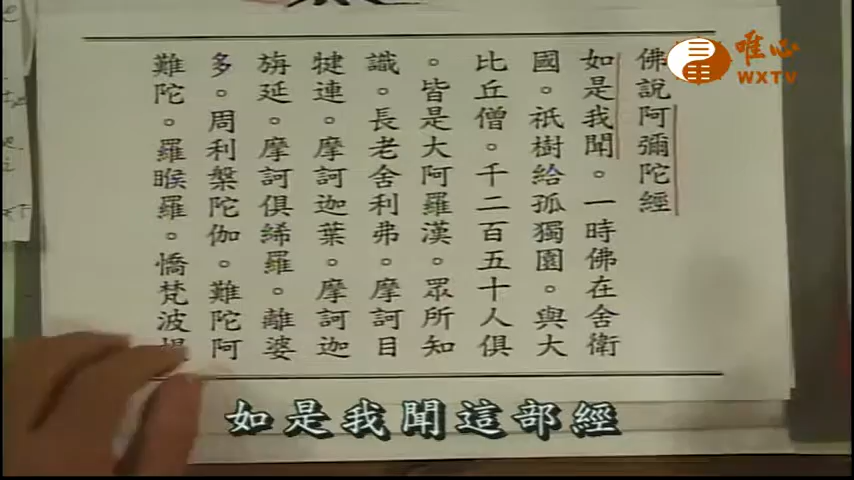 佛說阿彌陀經
如是我聞。一時佛在舍衛
國。祇樹給孤獨園。與大
比丘僧。千二百五十人俱
。皆是大阿羅漢。眾所知
識。長老舍利弗。摩訶目
犍連。摩訶迦葉。摩訶迦
旃延。摩訶俱絺羅。離婆
多。周利槃陀伽。難陀阿
難陀。羅睺羅。憍梵波
唯心
WXTV
如是我聞這部經